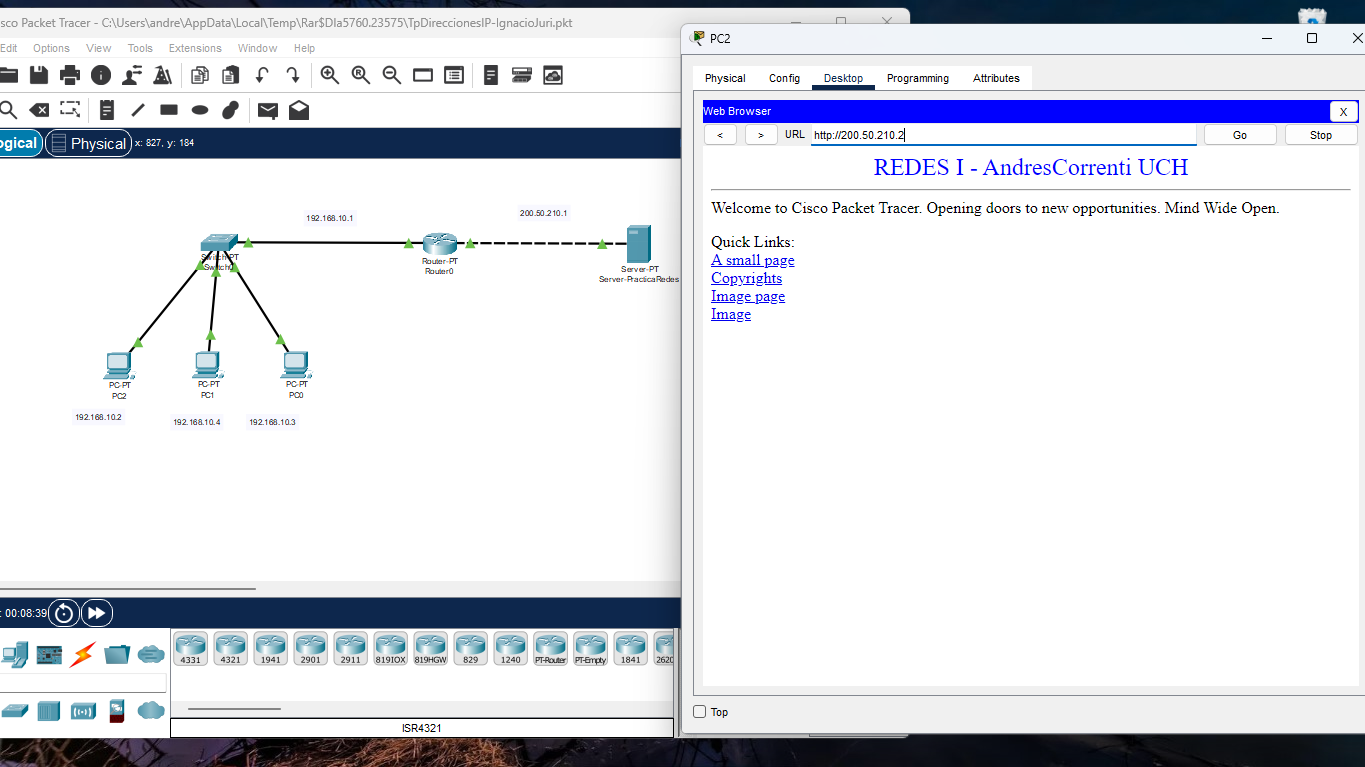 sco Packet Tracer - C:\Users\andre\AppData\Local\Temp\Rar$DIa5760.23575\TpDireccionesIP-IgnacioJuri.pkt
Edit Options View Tools Extensions Window Help
ogical Physical x: 827, y: 184
192.168.10.1
200.50.210.1
Switch-PT
Switch0
Router-PT
Router0
Server-PT
Server-PracticaRedes
PC-PT
PC2
PC-PT
PC1
PC-PT
PC0
192.168.10.2
192.168.10.4
192.168.10.3
: 00:08:39
4331 4321 1941 2901 2911 819IOX 819HGW 829 1240 PT-Router PT-Empty 1841 2620
ISR4321
PC2
Physical Config Desktop Programming Attributes
Web Browser X
< > URL http://200.50.210.2 Go Stop
REDES I - AndresCorrenti UCH
Welcome to Cisco Packet Tracer. Opening doors to new opportunities. Mind Wide Open.
Quick Links:
A small page
Copyrights
Image page
Image
Top